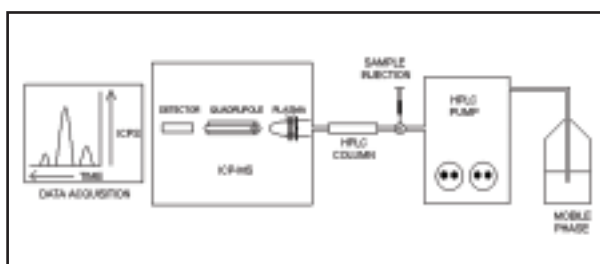 SAMPLE
INJECTION
DETECTOR
QUADRUPOLE
PLASMA
HPLC
PUMP
ICPS
TIME
HPLC
COLUMN
ICP-MS
DATA ACQUISITION
MOBILE
PHASE